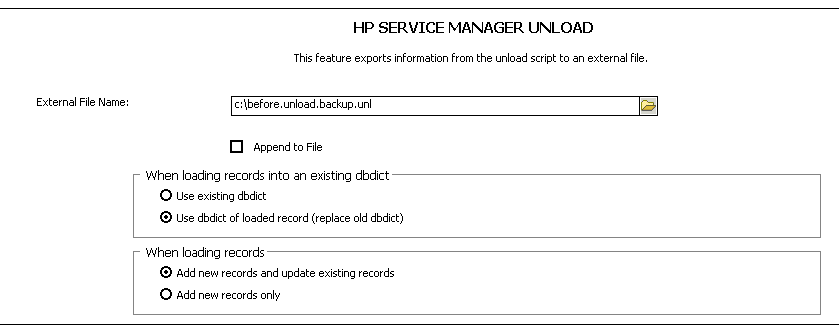 HP SERVICE MANAGER UNLOAD
This feature exports information from the unload script to an external file.
External File Name:
c:\before.unload.backup.unl
Append to File
When loading records into an existing dbdict
Use existing dbdict
Use dbdict of loaded record (replace old dbdict)
When loading records
Add new records and update existing records
Add new records only